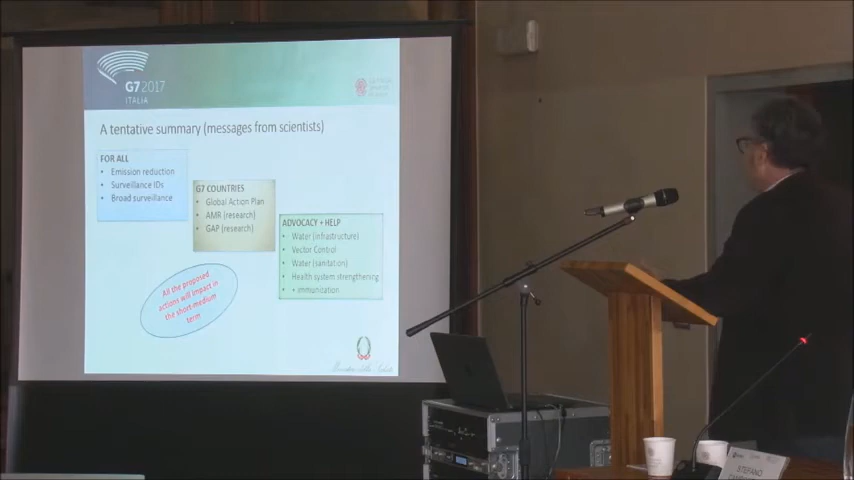 G7 2017
ITALIA
A tentative summary (messages from scientists)
FOR ALL
• Emission reduction
• Surveillance IDs
• Broad surveillance
G7 COUNTRIES
• Global Action Plan
• AMR (research)
• GAP (research)
ADVOCACY + HELP
• Water (infrastructure)
• Vector Control
• Water (sanitation)
• Health system strengthening
• + immunization
All the proposed
actions will impact in
the short-medium
term
STEFANO